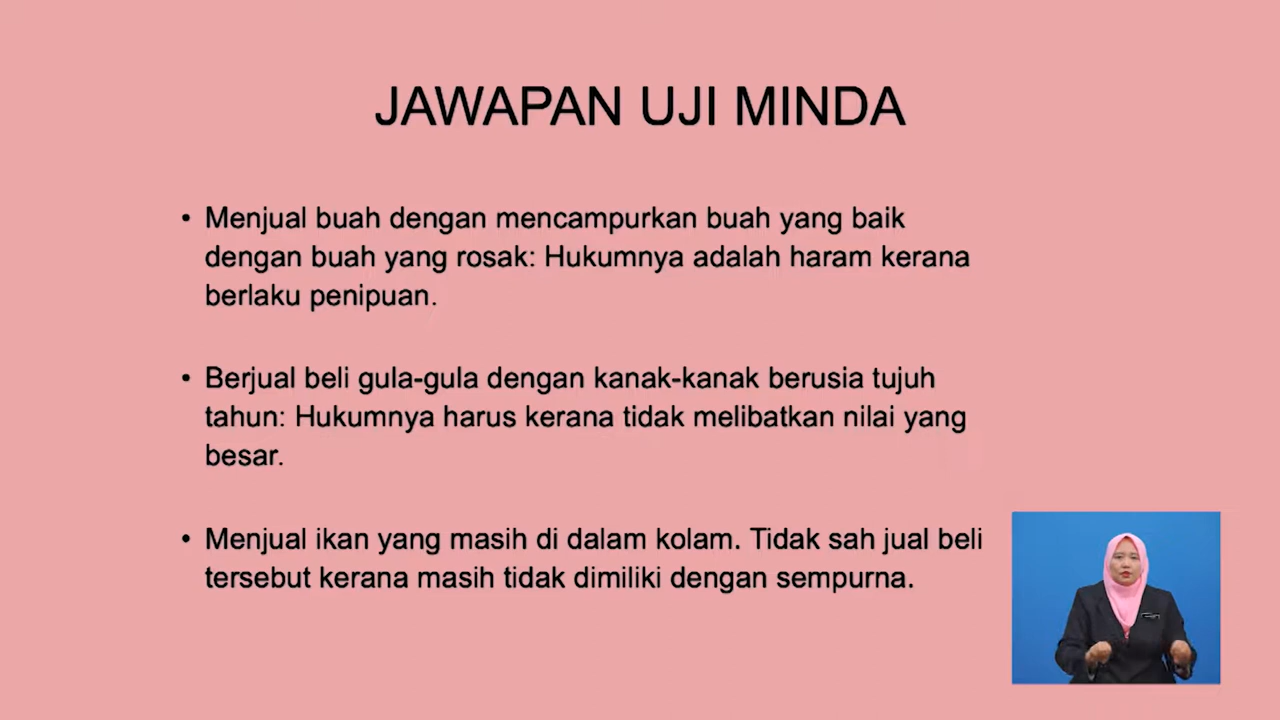 JAWAPAN UJI MINDA
• Menjual buah dengan mencampurkan buah yang baik
dengan buah yang rosak: Hukumnya adalah haram kerana
berlaku penipuan.
• Berjual beli gula-gula dengan kanak-kanak berusia tujuh
tahun: Hukumnya harus kerana tidak melibatkan nilai yang
besar.
• Menjual ikan yang masih di dalam kolam. Tidak sah jual beli
tersebut kerana masih tidak dimiliki dengan sempurna.